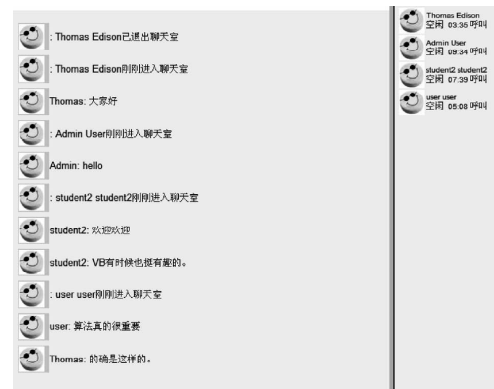 : Thomas Edison已退出聊天室
: Thomas Edison刚刚进入聊天室
Thomas: 大家好
: Admin User刚刚进入聊天室
Admin: hello
: student2 student2刚刚进入聊天室
student2: 欢迎欢迎
student2: VB有时候也挺有趣的。
: user user刚刚进入聊天室
user: 算法真的很重要
Thomas: 的确是这样的。
Thomas Edison
空闲 03:35 呼叫
Admin User
空闲 09:34 呼叫
student2 student2
空闲 07:39 呼叫
user user
空闲 05:08 呼叫